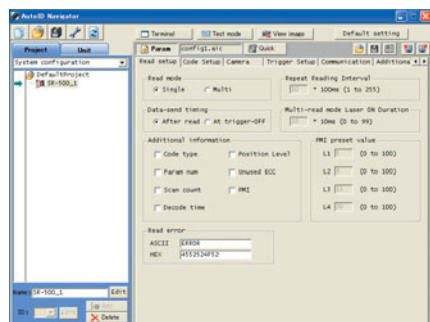 AutoID Navigator
Terminal Test mode View image Default setting
Project Unit
System configuration
DefaultProject
SR-500_1
Name: SR-500_1 Edit
ID:
Delete
Param config1.aic Quick
Read setup Code Setup Camera Trigger Setup Communication Additiona
Read mode
Single Multi
Repeat Reading Interval
* 100ms (1 to 255)
Data-send timing
After read At trigger-OFF
Multi-read mode Laser ON Duration
* 10ms (0 to 99)
Additional information
Code type Position Level
Param num Unused ECC
Scan count PMI
Decode time
PMI preset value
L1 (0 to 100)
L2 (0 to 100)
L3 (0 to 100)
L4 (0 to 100)
Read error
ASCII ERROR
HEX 4552524F52